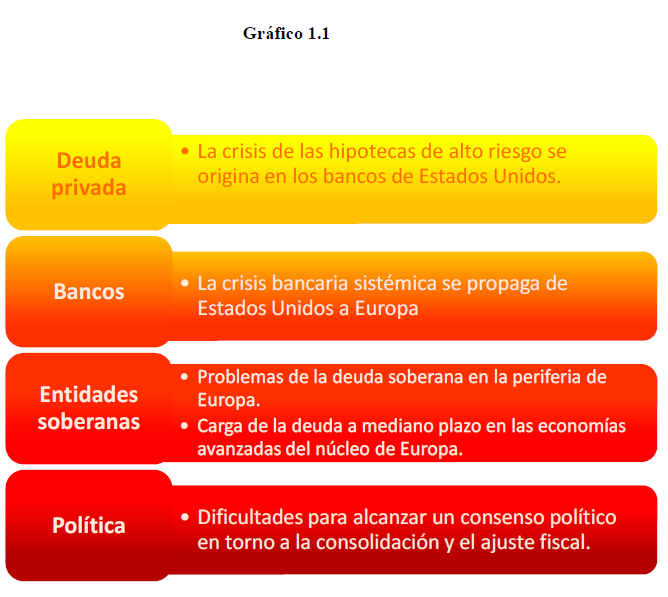 Gráfico 1.1
Deuda
privada
• La crisis de las hipotecas de alto riesgo se
origina en los bancos de Estados Unidos.
Bancos
• La crisis bancaria sistémica se propaga de
Estados Unidos a Europa
Entidades
soberanas
• Problemas de la deuda soberana en la periferia de
Europa.
• Carga de la deuda a mediano plazo en las economías
avanzadas del núcleo de Europa.
Política
• Dificultades para alcanzar un consenso político
en torno a la consolidación y el ajuste fiscal.